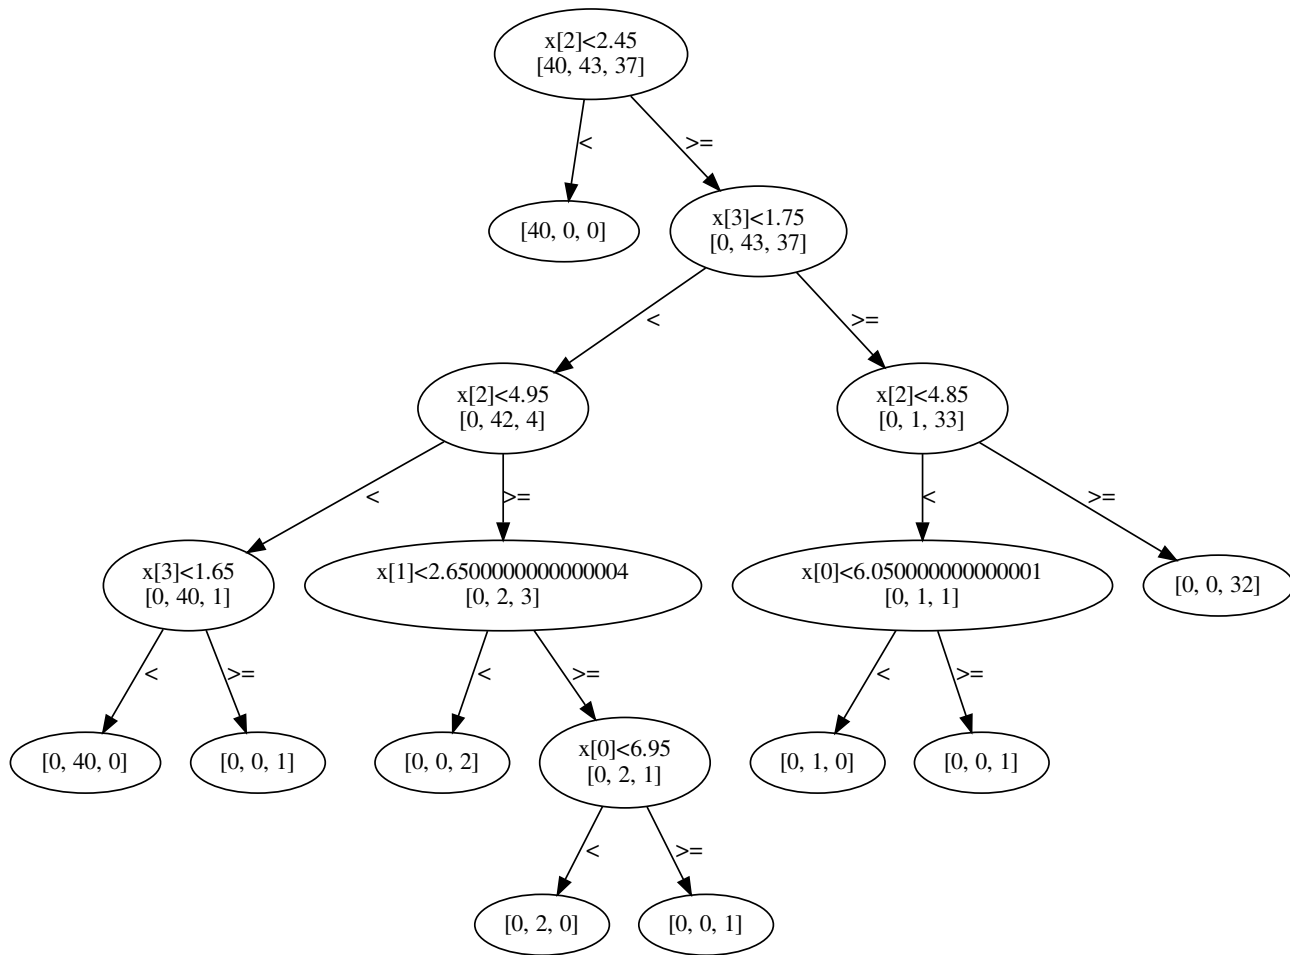 x[2]<2.45
[40, 43, 37]
<
>=
[40, 0, 0]
x[3]<1.75
[0, 43, 37]
<
>=
x[2]<4.95
[0, 42, 4]
x[2]<4.85
[0, 1, 33]
<
>=
<
>=
x[3]<1.65
[0, 40, 1]
x[1]<2.6500000000000004
[0, 2, 3]
x[0]<6.050000000000001
[0, 1, 1]
[0, 0, 32]
<
>=
<
>=
<
>=
[0, 40, 0]
[0, 0, 1]
[0, 0, 2]
x[0]<6.95
[0, 2, 1]
[0, 1, 0]
[0, 0, 1]
<
>=
[0, 2, 0]
[0, 0, 1]